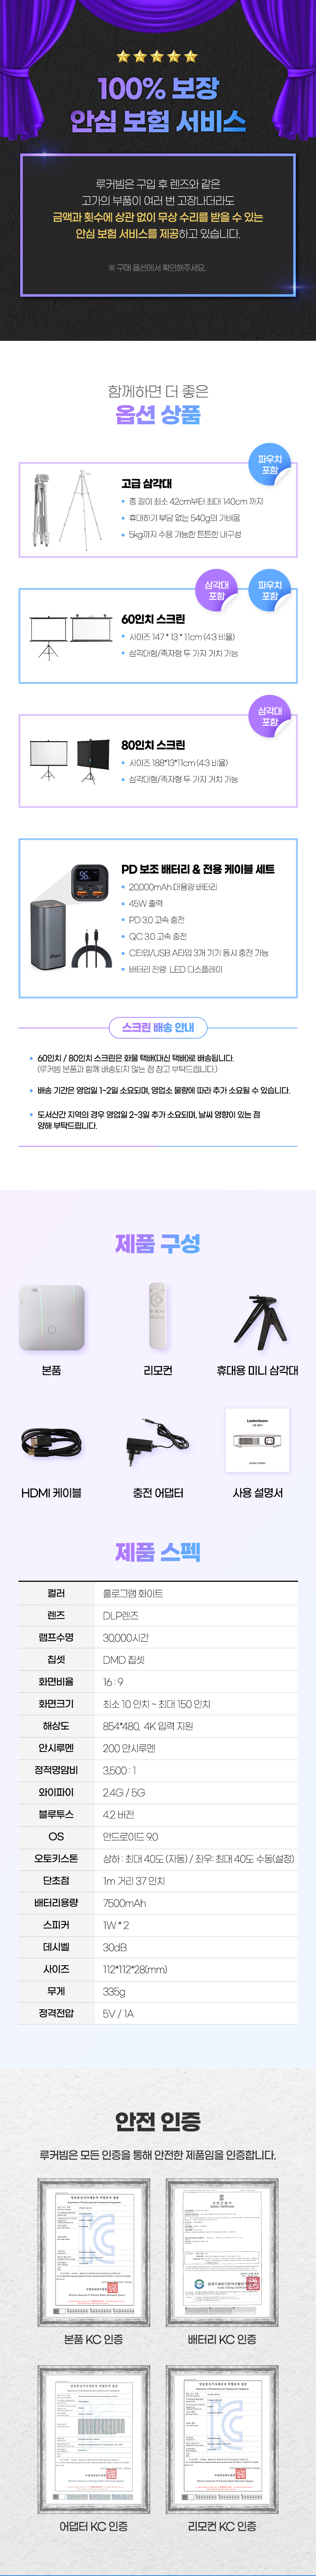 100% 보장
안심 보험 서비스
루커빔은 구입 후 렌즈와 같은
고가의 부품이 여러 번 고장나더라도
금액과 횟수에 상관 없이 무상 수리를 받을 수 있는
안심 보험 서비스를 제공하고 있습니다.
※ 구매 옵션에서 확인해주세요.
함께하면 더 좋은
옵션 상품
파우치
포함
고급 삼각대
• 총 길이 최소 42cm부터 최대 140cm 까지
• 휴대하기 부담 없는 540g의 가벼움
• 5kg까지 수용 가능한 튼튼한 내구성
삼각대
포함
파우치
포함
60인치 스크린
• 사이즈 147 * 13 * 11cm (4:3 비율)
• 삼각대형/족자형 두 가지 거치 가능
삼각대
포함
80인치 스크린
• 사이즈 188*13*11cm (4:3 비율)
• 삼각대형/족자형 두 가지 거치 가능
PD 보조 배터리 & 전용 케이블 세트
• 20,000mAh 대용량 배터리
• 45W 출력
• PD 3.0 고속 충전
• QC 3.0 고속 충전
• C타입/USB A타입 3개 기기 동시 충전 가능
• 배터리 잔량 LED 디스플레이
96
스크린 배송 안내
• 60인치 / 80인치 스크린은 화물 택배(대신 택배)로 배송됩니다.
(루커빔 본품과 함께 배송되지 않는 점 참고 부탁드립니다.)
• 배송 기간은 영업일 1~2일 소요되며, 영업소 물량에 따라 추가 소요될 수 있습니다.
• 도서산간 지역의 경우 영업일 2~3일 추가 소요되며, 날씨 영향이 있는 점
양해 부탁드립니다.
제품 구성
본품
리모컨
휴대용 미니 삼각대
Lookerbeam
HDMI 케이블
충전 어댑터
사용 설명서
제품 스펙
컬러 홀로그램 화이트
렌즈 DLP렌즈
램프수명 30,000시간
칩셋 DMD 칩셋
화면비율 16 : 9
화면크기 최소 10 인치 ~ 최대 150 인치
해상도 854*480, 4K 입력 지원
안시루멘 200 안시루멘
정적명암비 3,500 : 1
와이파이 2.4G / 5G
블루투스 4.2 버전
OS 안드로이드 9.0
오토키스톤 상하 : 최대 40도 (자동) / 좌우: 최대 40도 수동(설정)
단초점 1m 거리 37 인치
배터리용량 7500mAh
스피커 1W * 2
데시벨 30dB
사이즈 112*112*28(mm)
무게 335g
정격전압 5V / 1A
안전 인증
루커빔은 모든 인증을 통해 안전한 제품임을 인증합니다.
본품 KC 인증
배터리 KC 인증
어댑터 KC 인증
리모컨 KC 인증